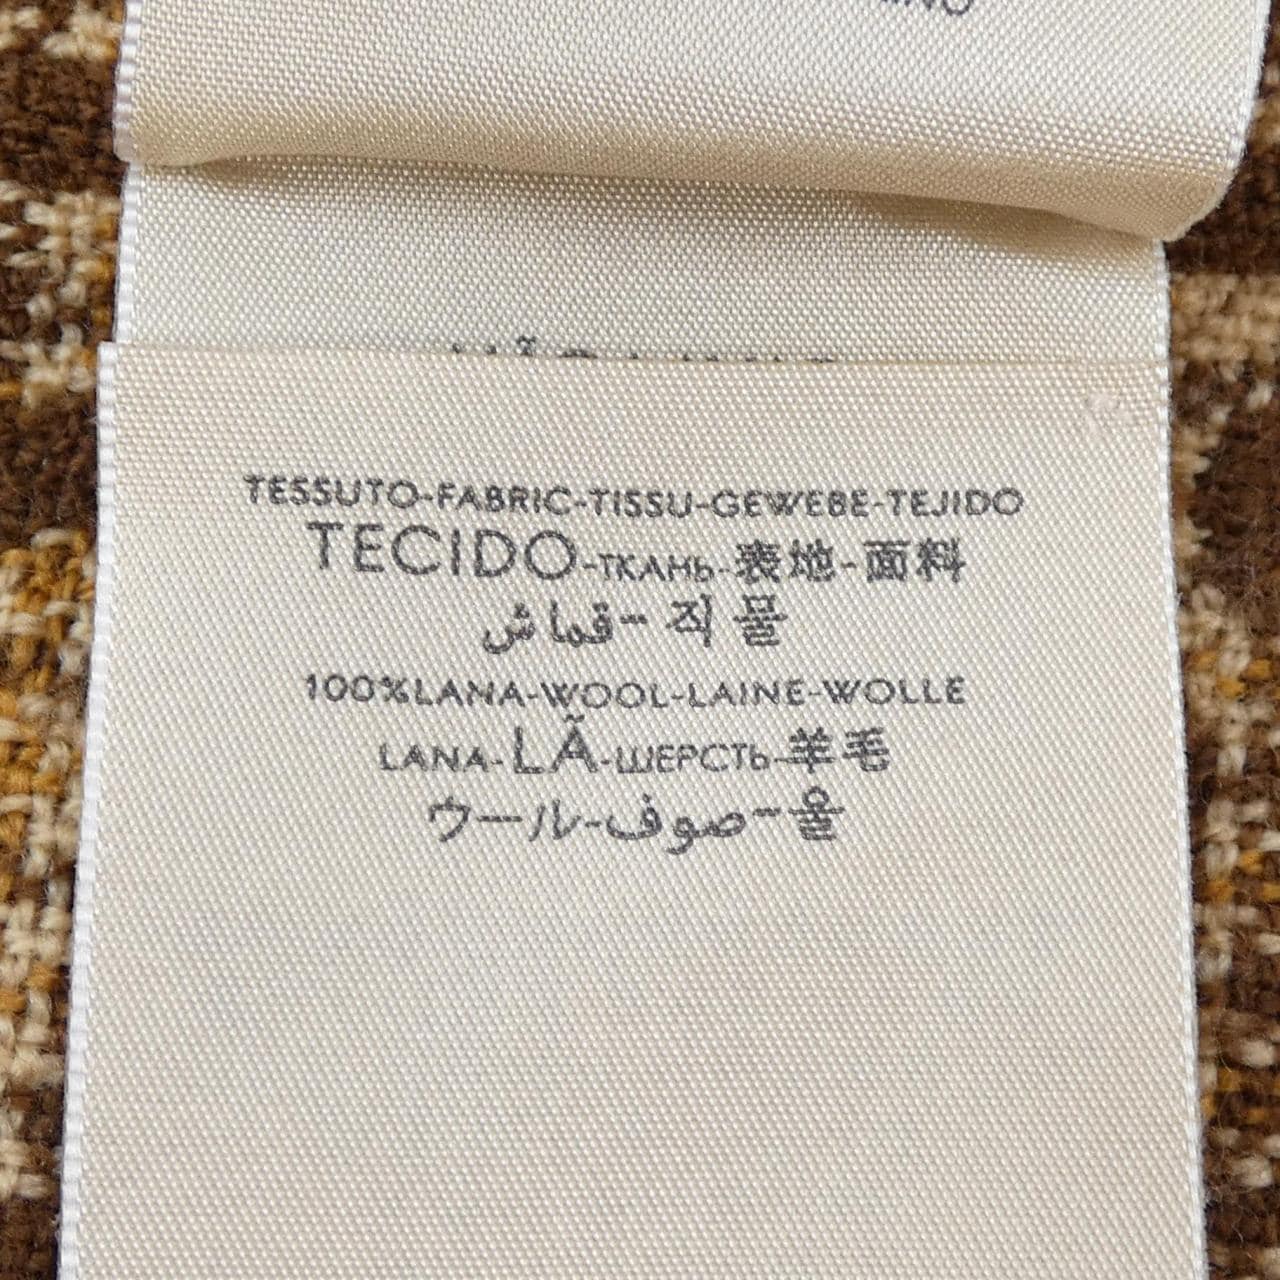 TESSUTO-FABRIC-TISSU-GEWEBE-TEJIDO
TECIDO-ТКАНЬ-表地-面料
قماش-직물
100%LANA-WOOL-LAINE-WOLLE
LANA-LÃ-ШЕРСТЬ-羊毛
ウール-صوف-울